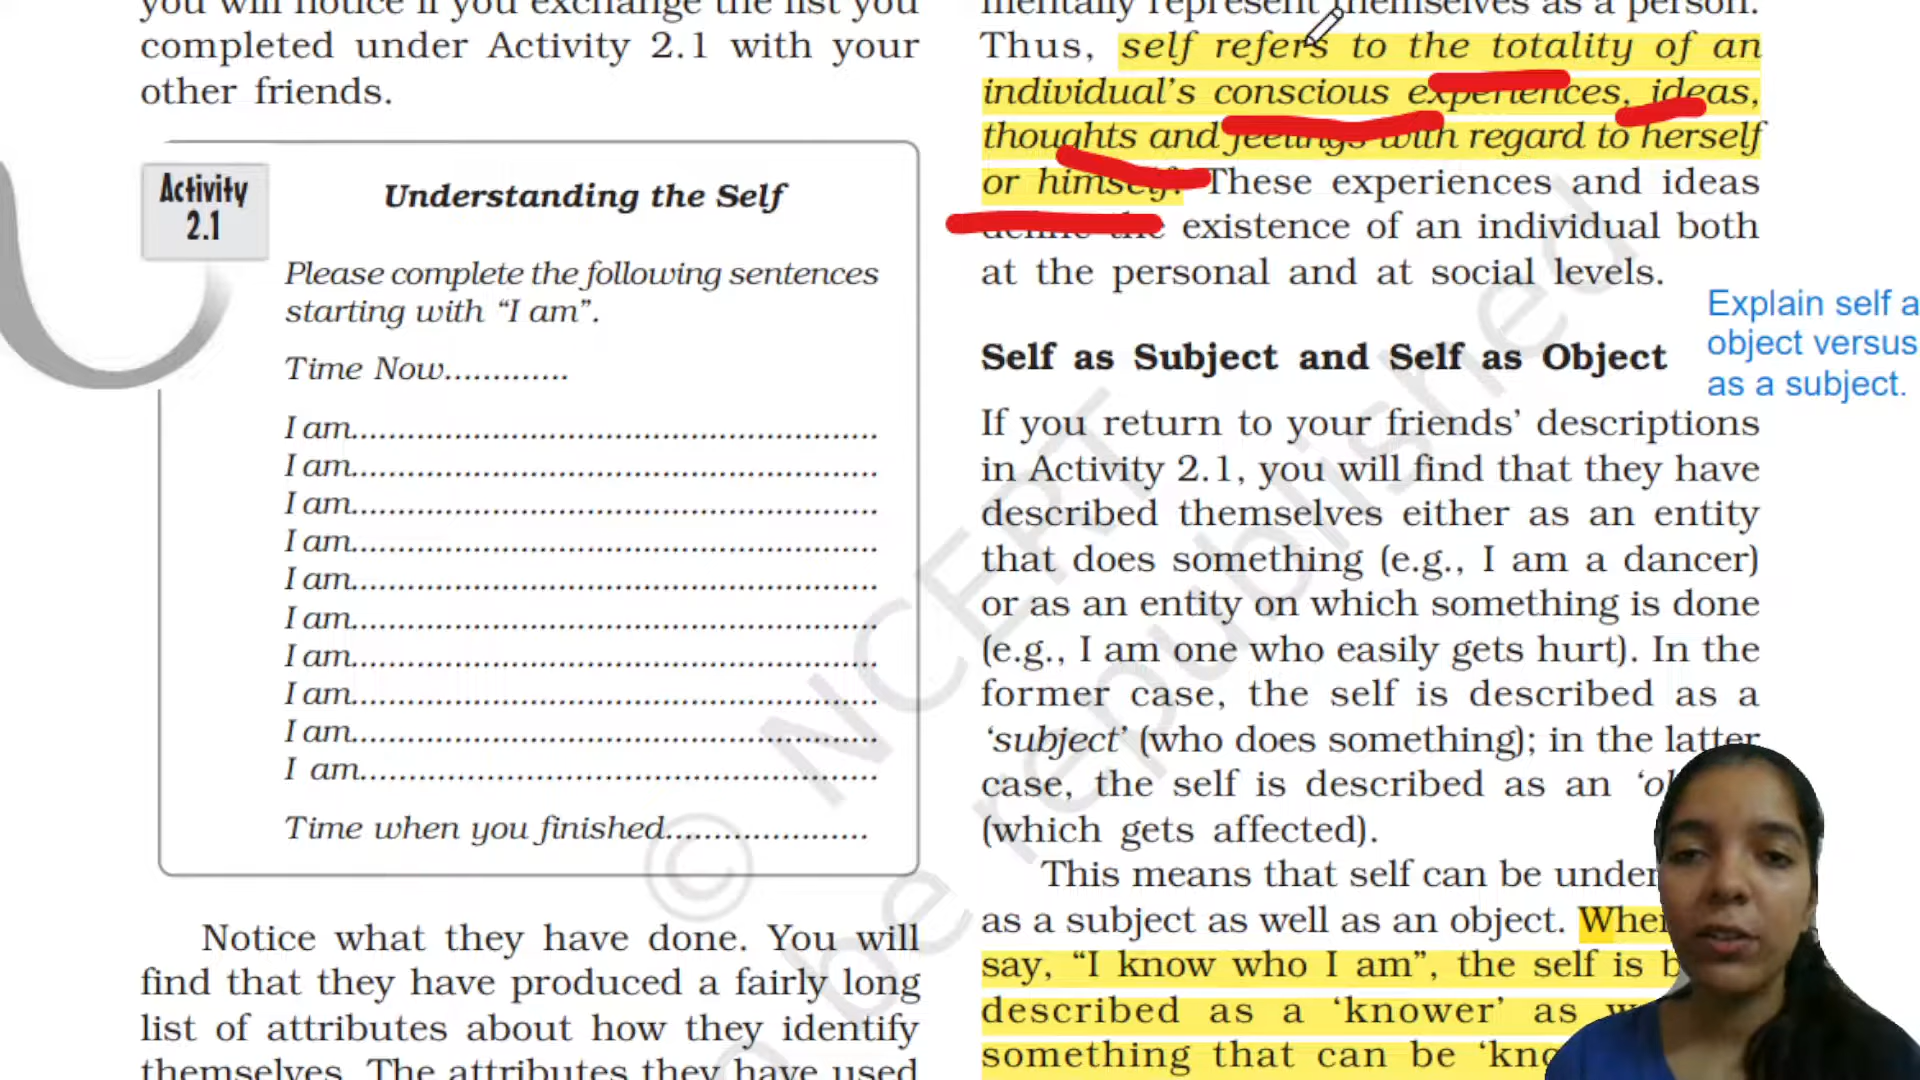 you will notice if you exchange the list you
completed under Activity 2.1 with your
other friends.
Activity
2.1
Understanding the Self
Please complete the following sentences
starting with “I am”.
Time Now.............
I am..........................................................
I am..........................................................
I am..........................................................
I am..........................................................
I am..........................................................
I am..........................................................
I am..........................................................
I am..........................................................
I am..........................................................
I am.........................................................
Time when you finished......................
Notice what they have done. You will
find that they have produced a fairly long
list of attributes about how they identify
themselves. The attributes they have used
mentally represent themselves as a person.
Thus, self refers to the totality of an
individual’s conscious experiences, ideas,
thoughts and feelings with regard to herself
or himself. These experiences and ideas
define the existence of an individual both
at the personal and at social levels.
Self as Subject and Self as Object
If you return to your friends’ descriptions
in Activity 2.1, you will find that they have
described themselves either as an entity
that does something (e.g., I am a dancer)
or as an entity on which something is done
(e.g., I am one who easily gets hurt). In the
former case, the self is described as a
‘subject’ (who does something); in the latter
case, the self is described as an
(which gets affected).
This means that self can be under
as a subject as well as an object. When
say, “I know who I am”, the self is b
described as a ‘knower’ as w
something that can be ‘kno
Explain self a
object versus
as a subject.
© NCERT
be republished